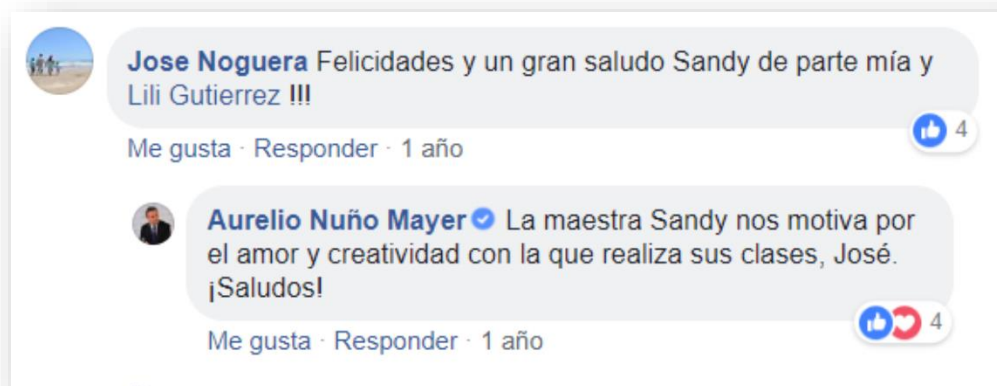 Jose Noguera Felicidades y un gran saludo Sandy de parte mía y
Lili Gutierrez !!!
4
Me gusta · Responder · 1 año
Aurelio Nuño Mayer La maestra Sandy nos motiva por
el amor y creatividad con la que realiza sus clases, José.
¡Saludos!
4
Me gusta · Responder · 1 año